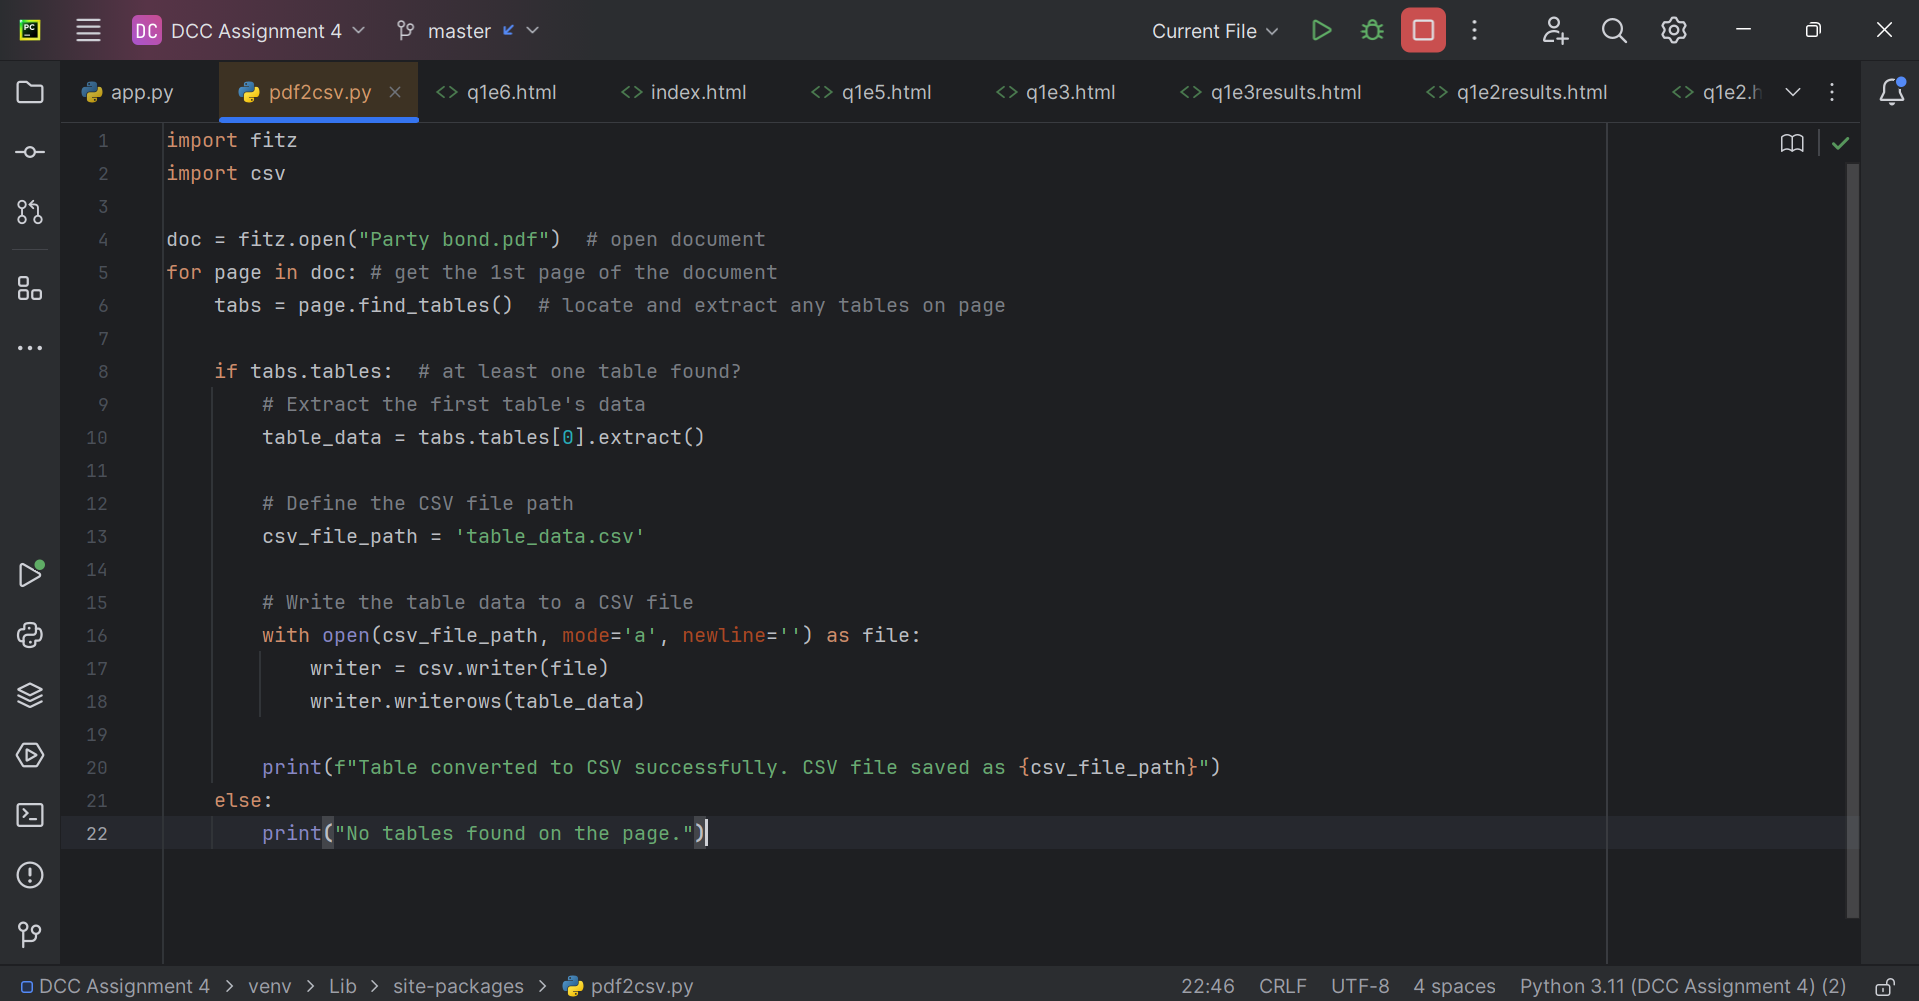 PC
DC DCC Assignment 4 master Current File
app.py pdf2csv.py q1e6.html index.html q1e5.html q1e3.html q1e3results.html q1e2results.html q1e2.h
1 import fitz
2 import csv
3
4 doc = fitz.open("Party bond.pdf")  # open document
5 for page in doc: # get the 1st page of the document
6     tabs = page.find_tables()  # locate and extract any tables on page
7
8     if tabs.tables:  # at least one table found?
9         # Extract the first table's data
10         table_data = tabs.tables[0].extract()
11
12         # Define the CSV file path
13         csv_file_path = 'table_data.csv'
14
15         # Write the table data to a CSV file
16         with open(csv_file_path, mode='a', newline='') as file:
17             writer = csv.writer(file)
18             writer.writerows(table_data)
19
20         print(f"Table converted to CSV successfully. CSV file saved as {csv_file_path}")
21     else:
22         print("No tables found on the page.")
DCC Assignment 4 > venv > Lib > site-packages > pdf2csv.py 22:46 CRLF UTF-8 4 spaces Python 3.11 (DCC Assignment 4) (2)